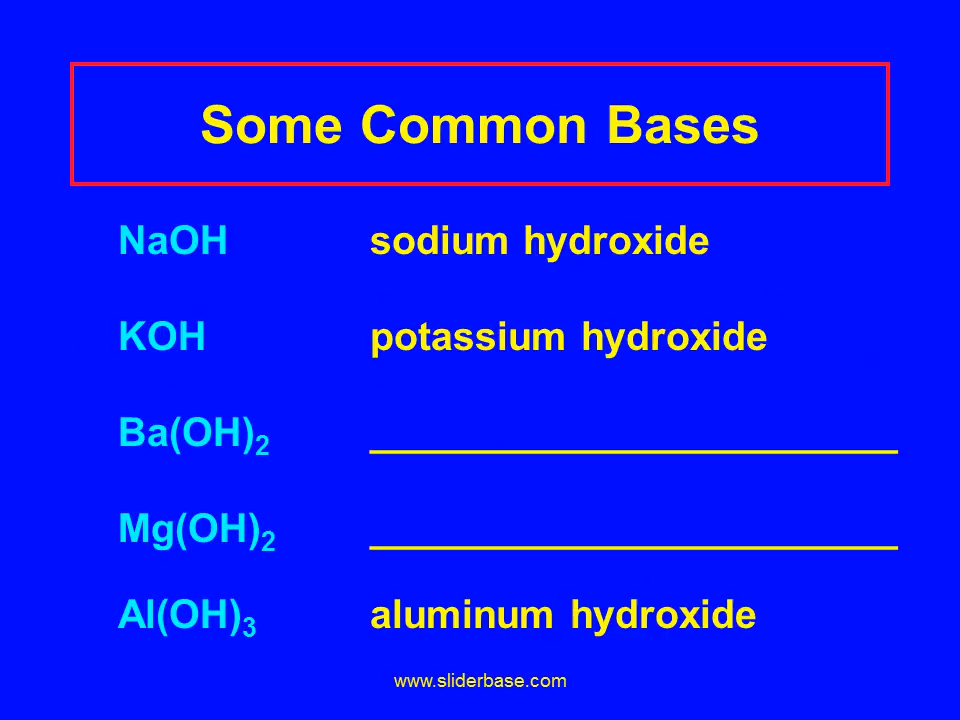 Some Common Bases
NaOH sodium hydroxide
KOH potassium hydroxide
Ba(OH)₂ ________________________
Mg(OH)₂ ________________________
Al(OH)₃ aluminum hydroxide
www.sliderbase.com